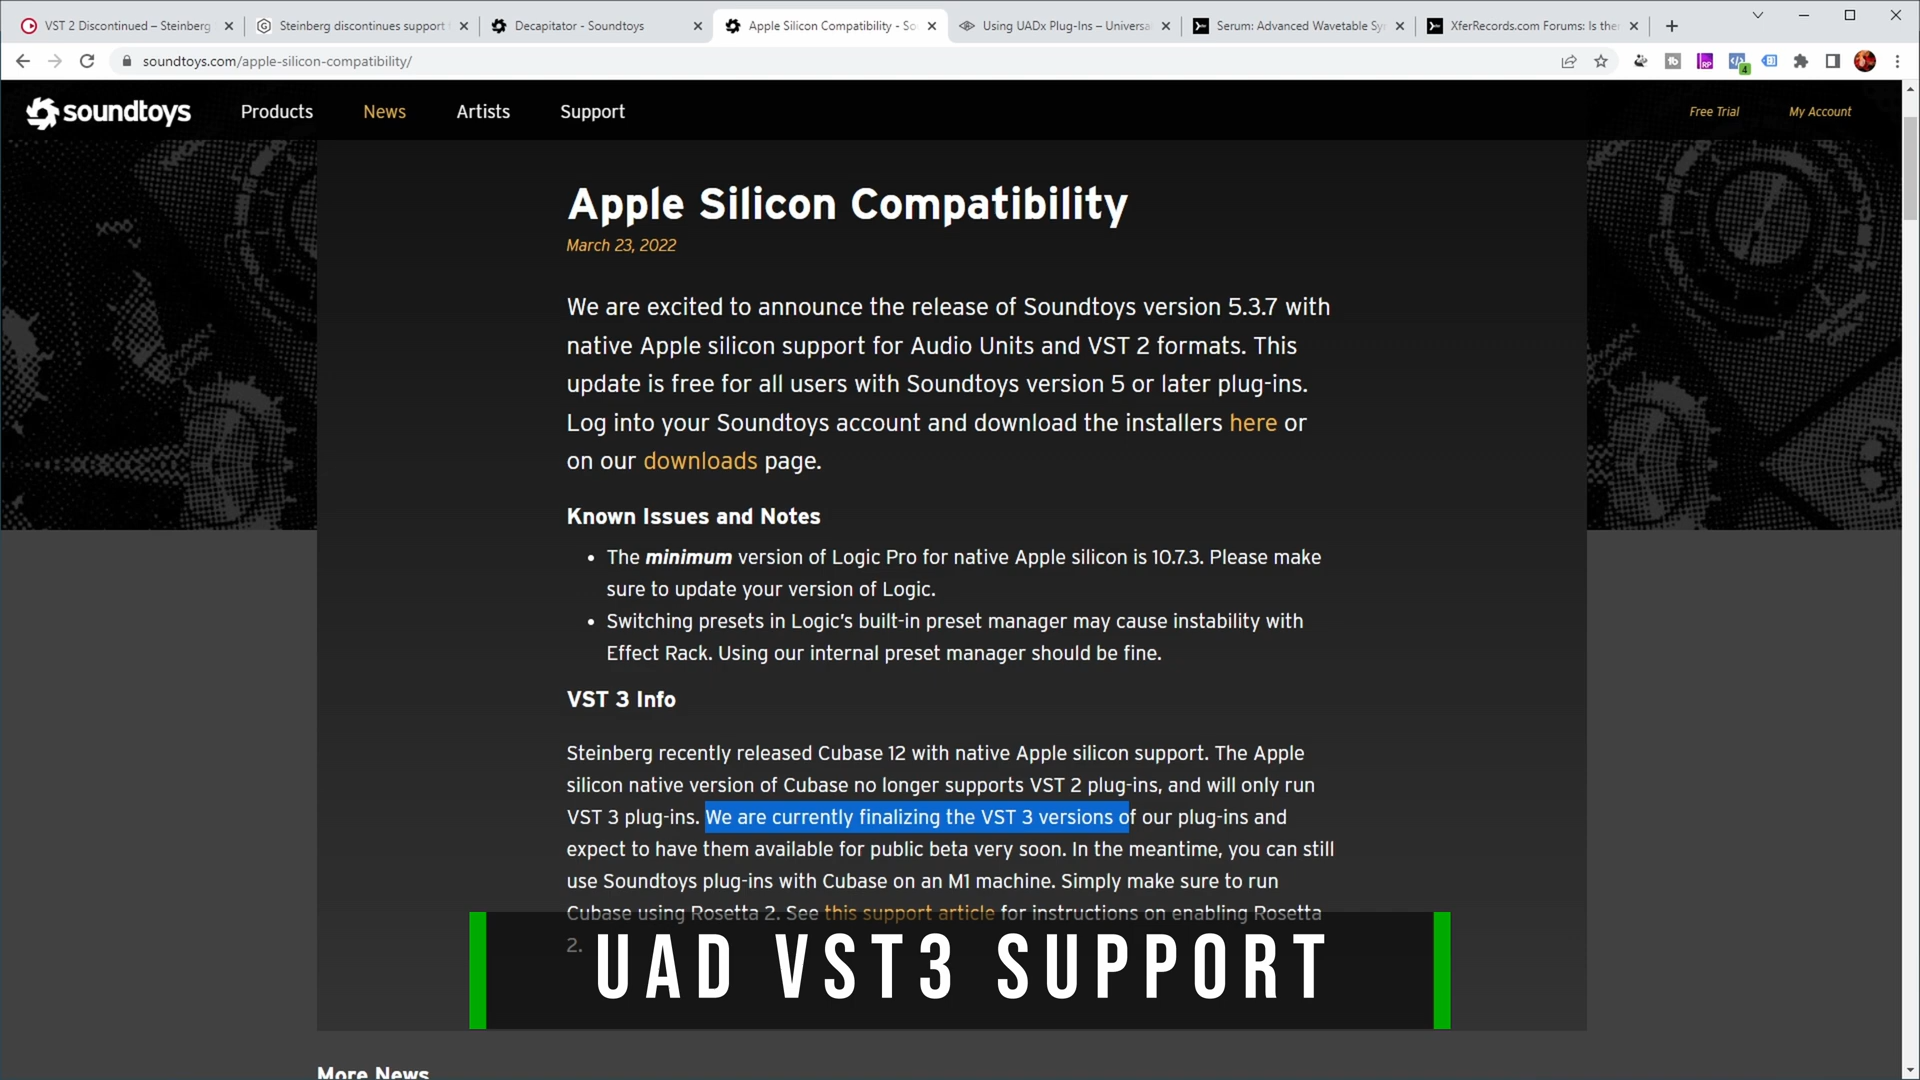 VST 2 Discontinued – Steinberg
Steinberg discontinues support
Decapitator - Soundtoys
Apple Silicon Compatibility - So
Using UADx Plug-Ins – Universa
Serum: Advanced Wavetable Sy
XferRecords.com Forums: Is ther
soundtoys.com/apple-silicon-compatibility/
soundtoys
Products
News
Artists
Support
Free Trial
My Account
Apple Silicon Compatibility
March 23, 2022
We are excited to announce the release of Soundtoys version 5.3.7 with
native Apple silicon support for Audio Units and VST 2 formats. This
update is free for all users with Soundtoys version 5 or later plug-ins.
Log into your Soundtoys account and download the installers here or
on our downloads page.
Known Issues and Notes
• The minimum version of Logic Pro for native Apple silicon is 10.7.3. Please make
sure to update your version of Logic.
• Switching presets in Logic's built-in preset manager may cause instability with
Effect Rack. Using our internal preset manager should be fine.
VST 3 Info
Steinberg recently released Cubase 12 with native Apple silicon support. The Apple
silicon native version of Cubase no longer supports VST 2 plug-ins, and will only run
VST 3 plug-ins. We are currently finalizing the VST 3 versions of our plug-ins and
expect to have them available for public beta very soon. In the meantime, you can still
use Soundtoys plug-ins with Cubase on an M1 machine. Simply make sure to run
Cubase using Rosetta 2. See this support article for instructions on enabling Rosetta
2.
UAD VST3 SUPPORT
More News